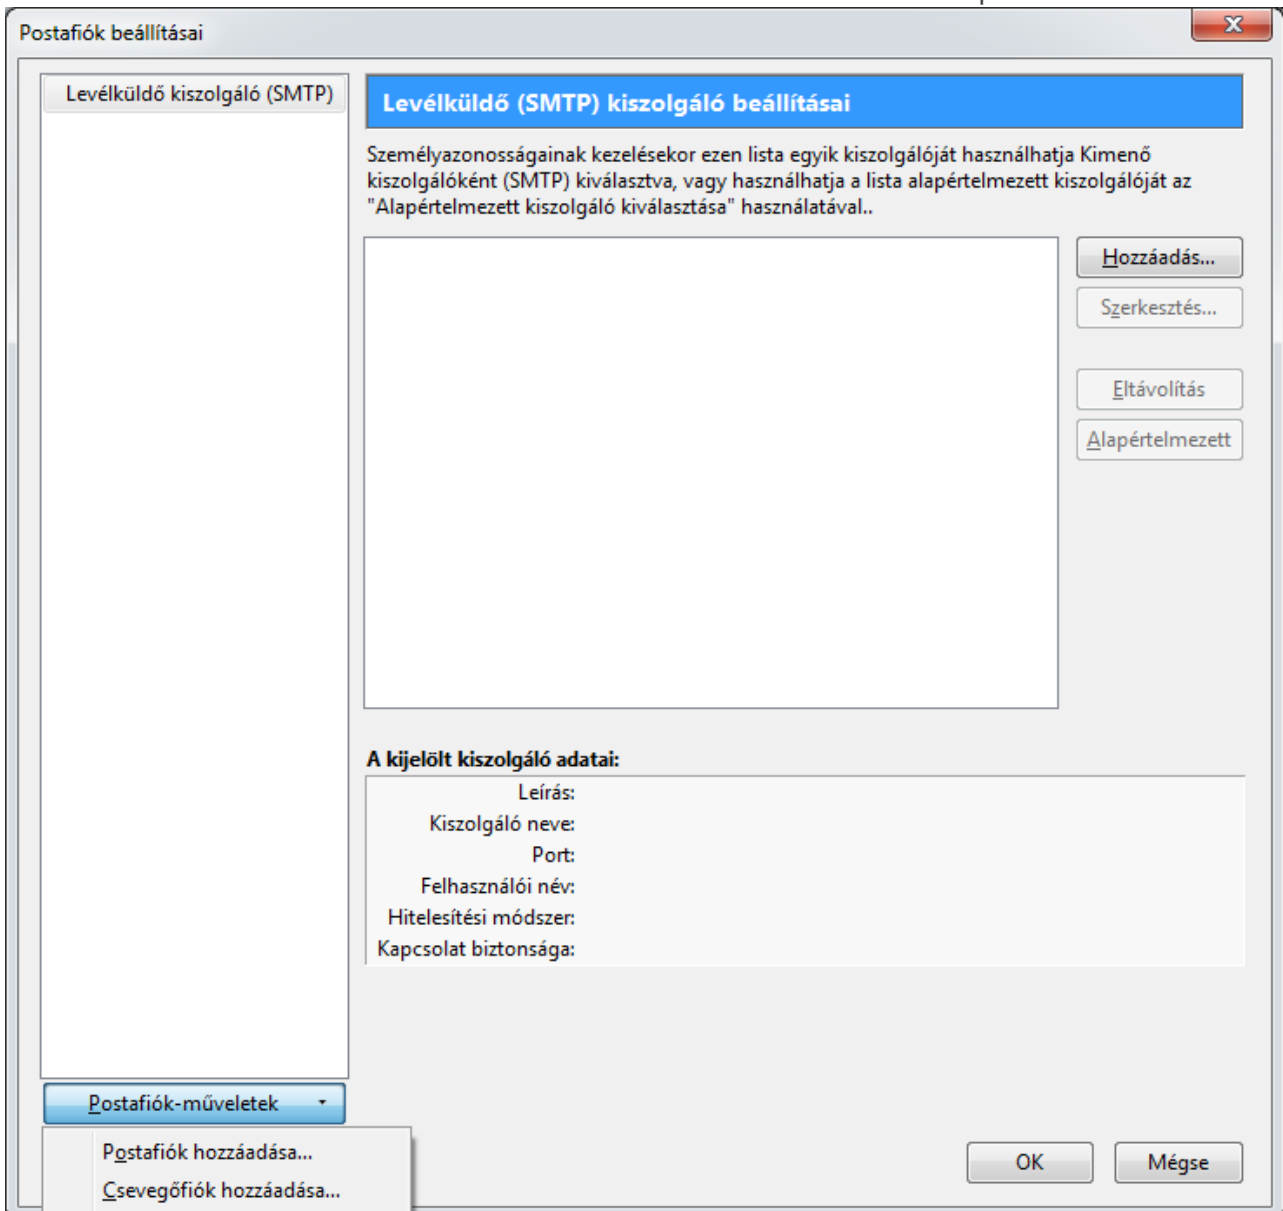 Postafiók beállításai
Levélküldő kiszolgáló (SMTP)
Levélküldő (SMTP) kiszolgáló beállításai
Személyazonosságainak kezelésekor ezen lista egyik kiszolgálóját használhatja Kimenő
kiszolgálóként (SMTP) kiválasztva, vagy használhatja a lista alapértelmezett kiszolgálóját az
"Alapértelmezett kiszolgáló kiválasztása" használatával..
Hozzáadás...
Szerkesztés...
Eltávolítás
Alapértelmezett
A kijelölt kiszolgáló adatai:
Leírás:
Kiszolgáló neve:
Port:
Felhasználói név:
Hitelesítési módszer:
Kapcsolat biztonsága:
Postafiók-műveletek
Postafiók hozzáadása...
Csevegőfiók hozzáadása...
OK
Mégse